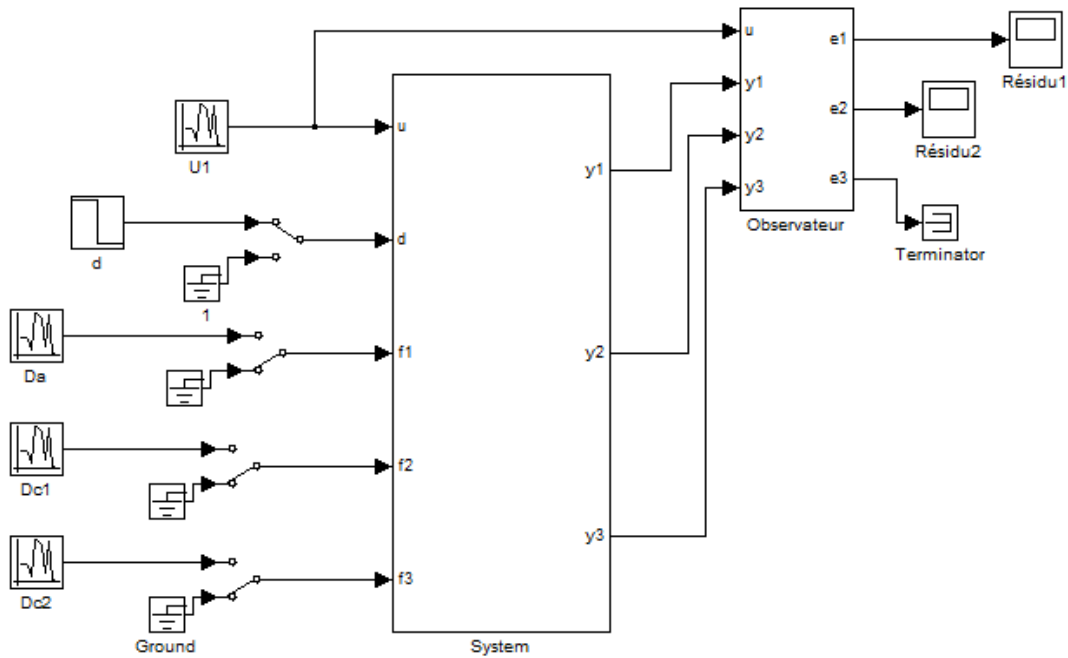 u
y1
y2
y3
e1
e2
e3
Observateur
Résidu1
Résidu2
Terminator
U1
d
1
Da
Dc1
Dc2
Ground
u
d
f1
f2
f3
y1
y2
y3
System